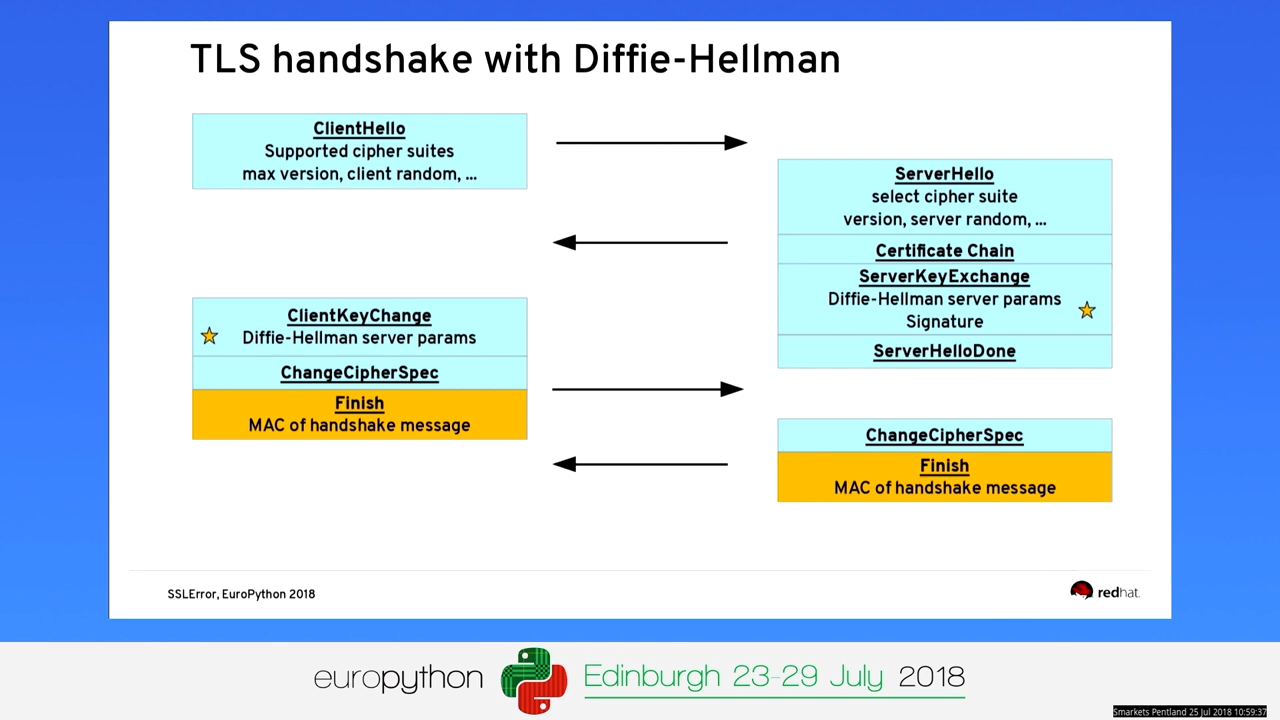 TLS handshake with Diffie-Hellman
ClientHello
Supported cipher suites
max version, client random, ...
ServerHello
select cipher suite
version, server random, ...
Certificate Chain
ServerKeyExchange
Diffie-Hellman server params
Signature
ServerHelloDone
ClientKeyChange
Diffie-Hellman server params
ChangeCipherSpec
Finish
MAC of handshake message
ChangeCipherSpec
Finish
MAC of handshake message
SSLError, EuroPython 2018
redhat.
europython
Edinburgh 23-29 July 2018
Smarkets Pentland 25 Jul 2018 10:59:37